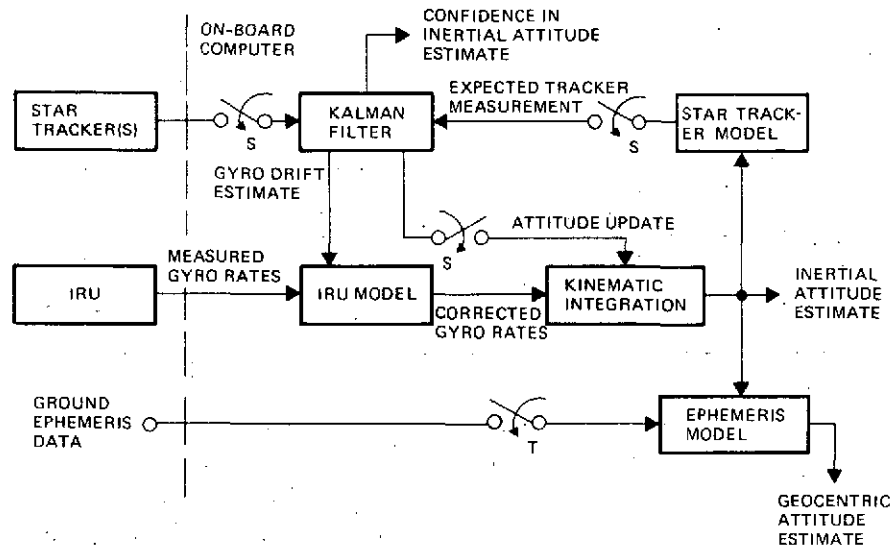 ON-BOARD
COMPUTER
CONFIDENCE IN
INERTIAL ATTITUDE
ESTIMATE
STAR
TRACKER(S)
S
KALMAN
FILTER
EXPECTED TRACKER
MEASUREMENT
S
STAR TRACK-
ER MODEL
GYRO DRIFT
ESTIMATE
S
ATTITUDE UPDATE
IRU
MEASURED
GYRO RATES
IRU MODEL
CORRECTED
GYRO RATES
KINEMATIC
INTEGRATION
INERTIAL
ATTITUDE
ESTIMATE
GROUND
EPHEMERIS
DATA
T
EPHEMERIS
MODEL
GEOCENTRIC
ATTITUDE
ESTIMATE